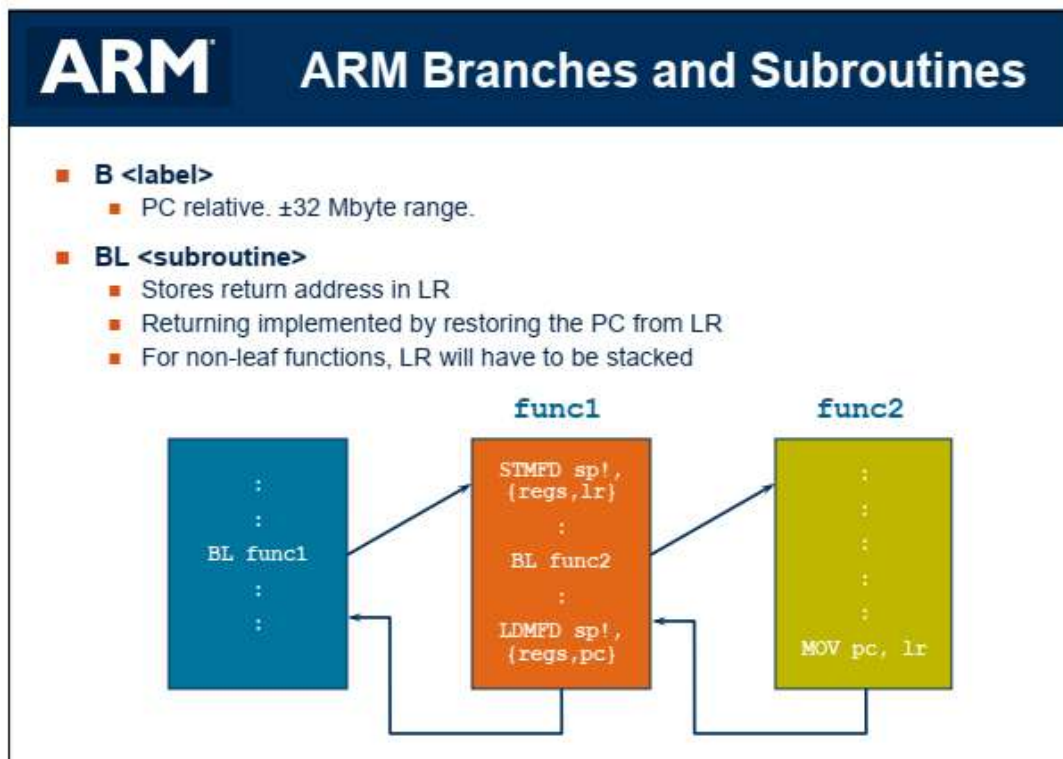 ARM
ARM Branches and Subroutines
B <label>
PC relative. ±32 Mbyte range.
BL <subroutine>
Stores return address in LR
Returning implemented by restoring the PC from LR
For non-leaf functions, LR will have to be stacked
func1
func2
:
:
BL func1
:
:
STMFD sp!,
{regs,lr}
:
BL func2
:
LDMFD sp!,
{regs,pc}
:
:
:
:
:
MOV pc, lr